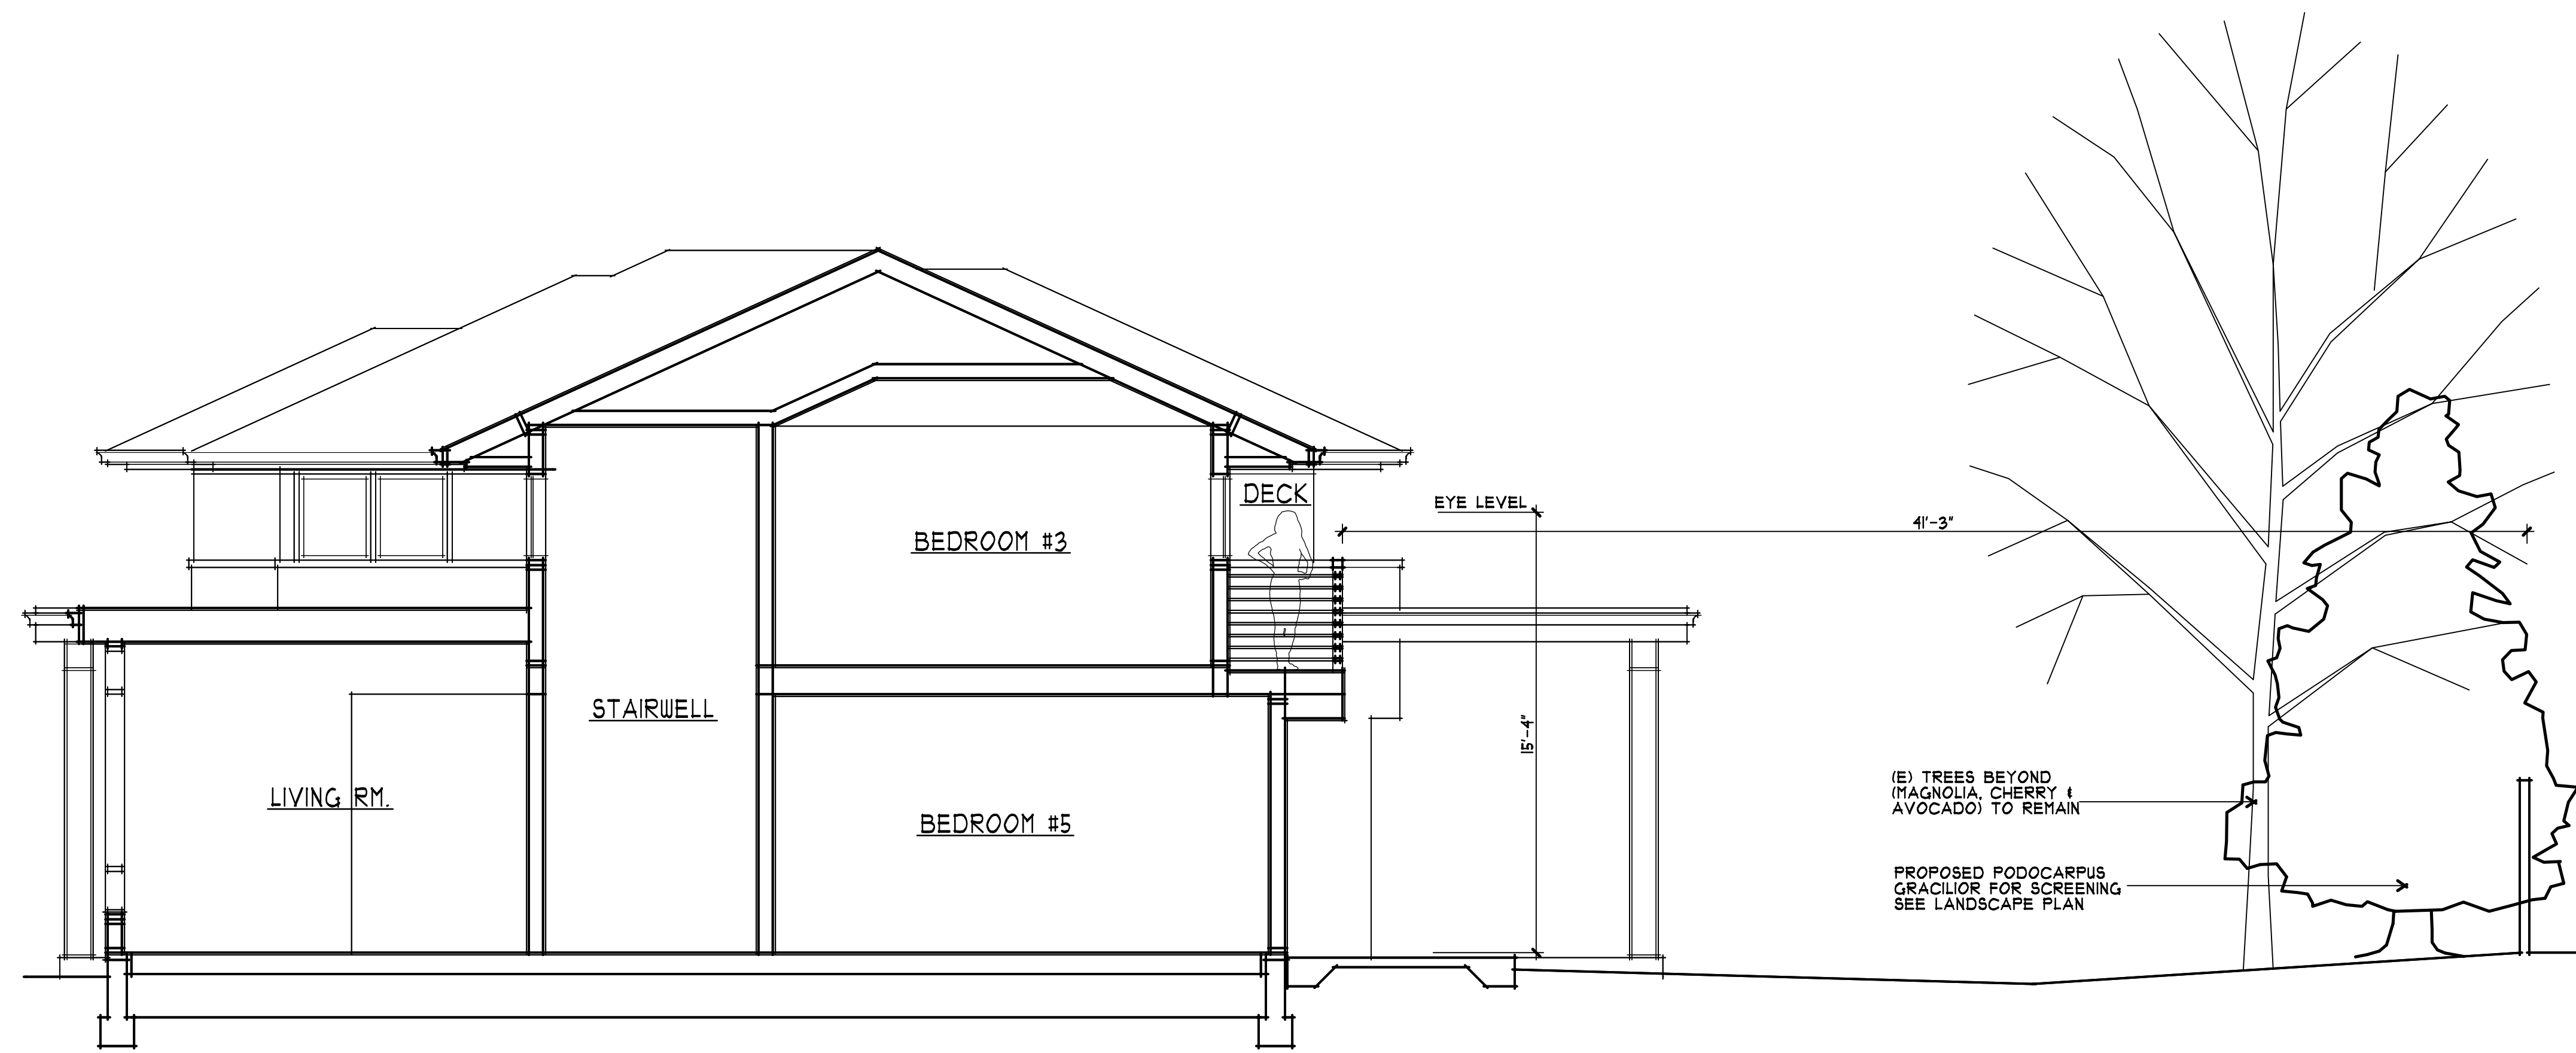 DECK
EYE LEVEL
41'-3"
BEDROOM #3
STAIRWELL
15'-4"
LIVING RM.
BEDROOM #5
(E) TREES BEYOND
(MAGNOLIA, CHERRY &
AVOCADO) TO REMAIN
PROPOSED PODOCARPUS
GRACILIOR FOR SCREENING
SEE LANDSCAPE PLAN